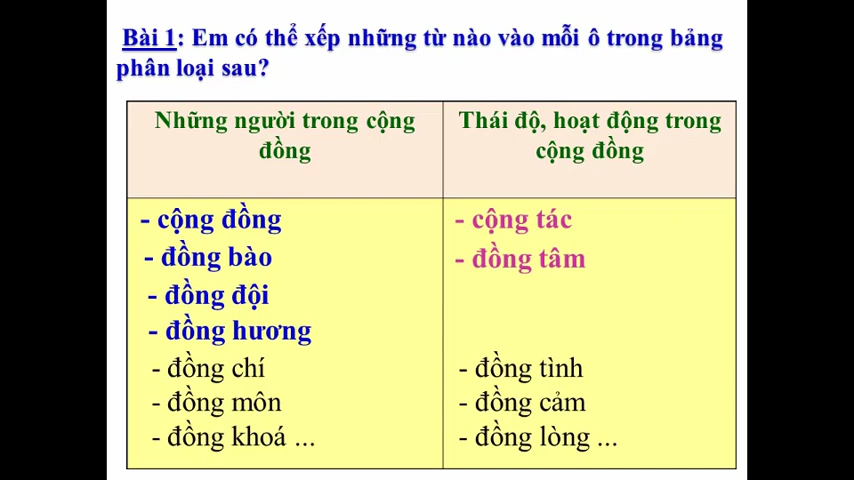 Bài 1: Em có thể xếp những từ nào vào mỗi ô trong bảng
phân loại sau?
Những người trong cộng
đồng
Thái độ, hoạt động trong
cộng đồng
- cộng đồng
- đồng bào
- đồng đội
- đồng hương
- đồng chí
- đồng môn
- đồng khoá ...
- cộng tác
- đồng tâm
- đồng tình
- đồng cảm
- đồng lòng ...